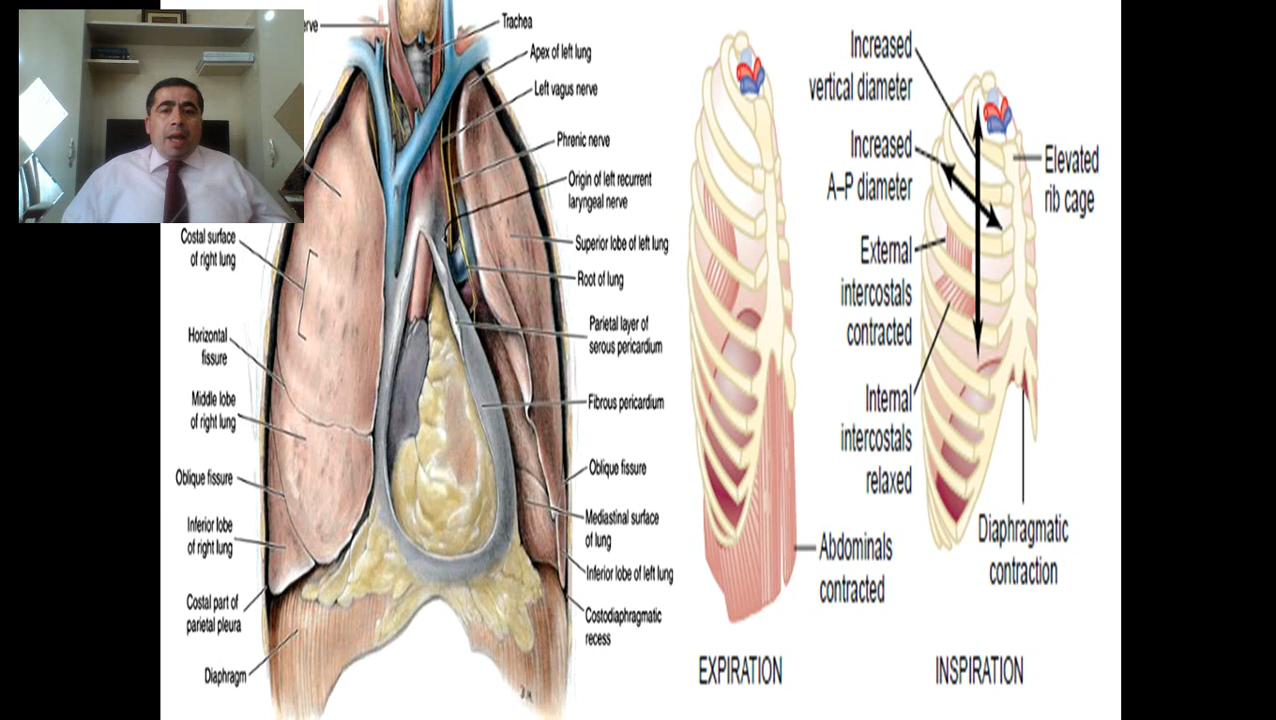 erve
Trachea
Apex of left lung
Left vagus nerve
Phrenic nerve
Origin of left recurrent
laryngeal nerve
Superior lobe of left lung
Root of lung
Parietal layer of
serous pericardium
Fibrous pericardium
Oblique fissure
Mediastinal surface
of lung
Inferior lobe of left lung
Costodiaphragmatic
recess
Costal surface
of right lung
Horizontal
fissure
Middle lobe
of right lung
Oblique fissure
Inferior lobe
of right lung
Costal part of
parietal pleura
Diaphragm
Increased
vertical diameter
Increased
A–P diameter
External
intercostals
contracted
Internal
intercostals
relaxed
Elevated
rib cage
Diaphragmatic
contraction
Abdominals
contracted
EXPIRATION
INSPIRATION